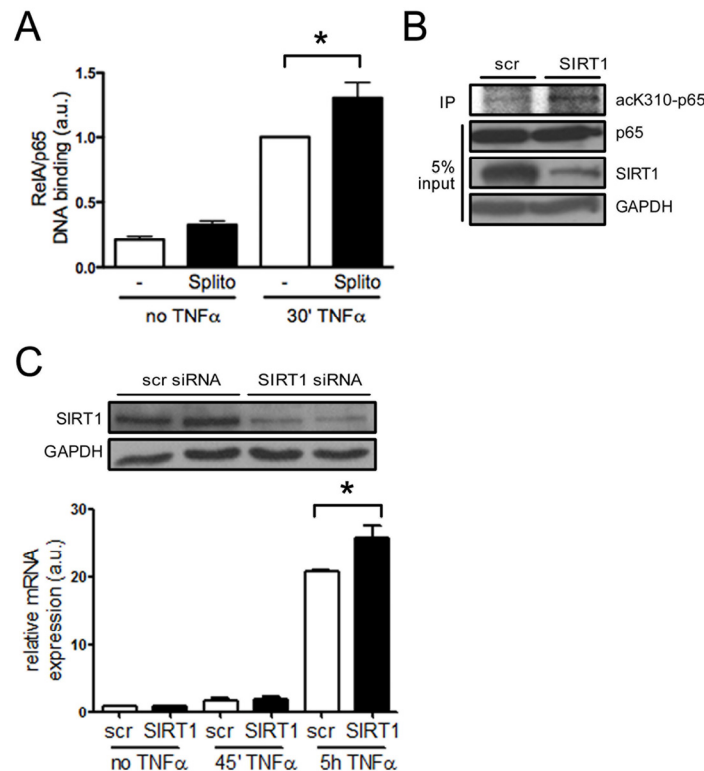 A
*
RelA/p65
DNA binding (a.u.)
1.5
1.0
0.5
0.0
- Splito - Splito
no TNFα 30' TNFα
B
scr SIRT1
IP acK310-p65
5%
input
p65
SIRT1
GAPDH
C
scr siRNA SIRT1 siRNA
SIRT1
GAPDH
*
relative mRNA
expression (a.u.)
30
20
10
0
scr SIRT1 scr SIRT1 scr SIRT1
no TNFα 45' TNFα 5h TNFα